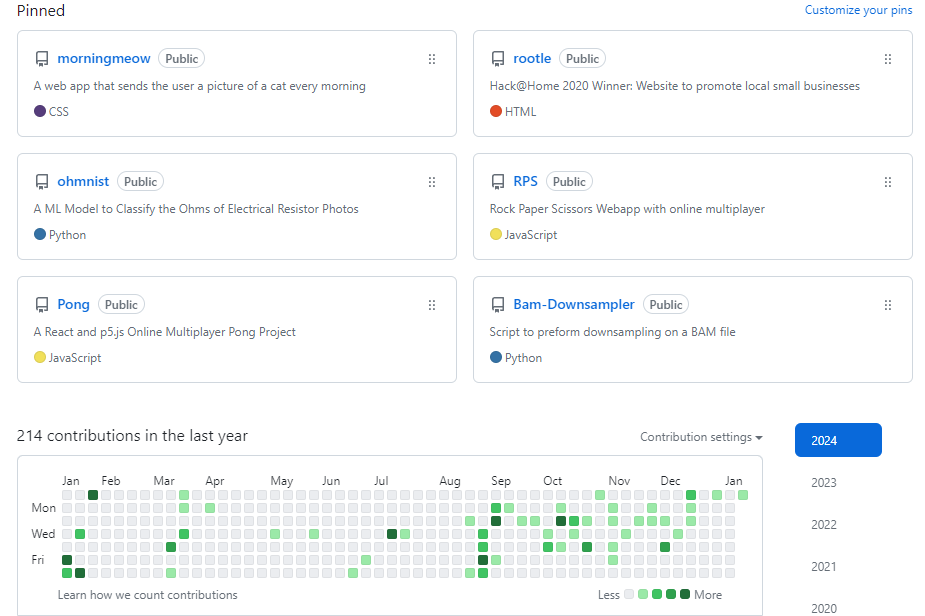 Pinned Customize your pins
morningmeow Public
A web app that sends the user a picture of a cat every morning
CSS
rootle Public
Hack@Home 2020 Winner: Website to promote local small businesses
HTML
ohmnist Public
A ML Model to Classify the Ohms of Electrical Resistor Photos
Python
RPS Public
Rock Paper Scissors Webapp with online multiplayer
JavaScript
Pong Public
A React and p5.js Online Multiplayer Pong Project
JavaScript
Bam-Downsampler Public
Script to preform downsampling on a BAM file
Python
214 contributions in the last year Contribution settings
Jan Feb Mar Apr May Jun Jul Aug Sep Oct Nov Dec Jan
Mon
Wed
Fri
Learn how we count contributions Less More
2024
2023
2022
2021
2020